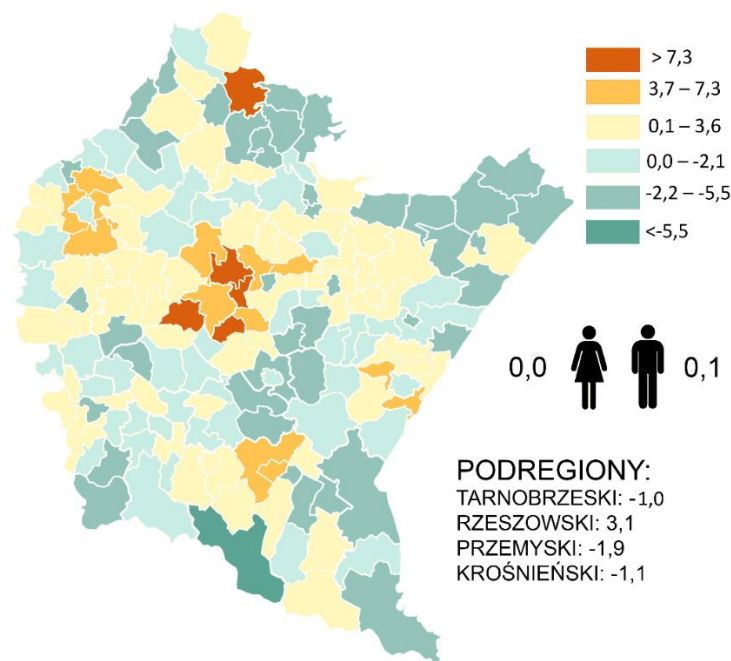 > 7,3
3,7 – 7,3
0,1 – 3,6
0,0 – -2,1
-2,2 – -5,5
<-5,5
0,0
0,1
PODREGIONY:
TARNOBRZESKI: -1,0
RZESZOWSKI: 3,1
PRZEMYSKI: -1,9
KROŚNIEŃSKI: -1,1